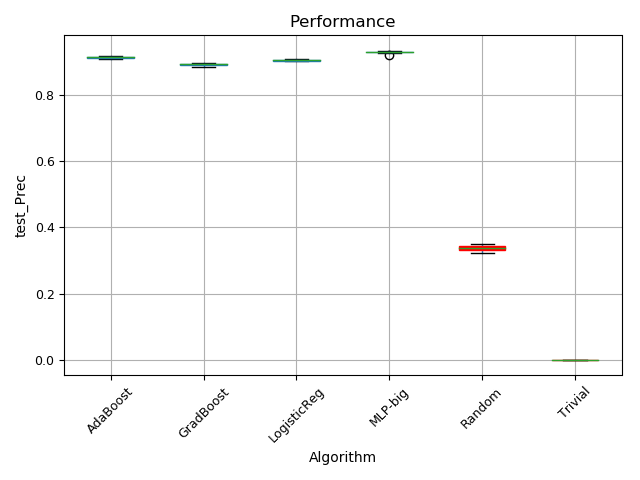 Performance
test_Prec
0.8
0.6
0.4
0.2
0.0
AdaBoost
GradBoost
LogisticReg
MLP-big
Random
Trivial
Algorithm